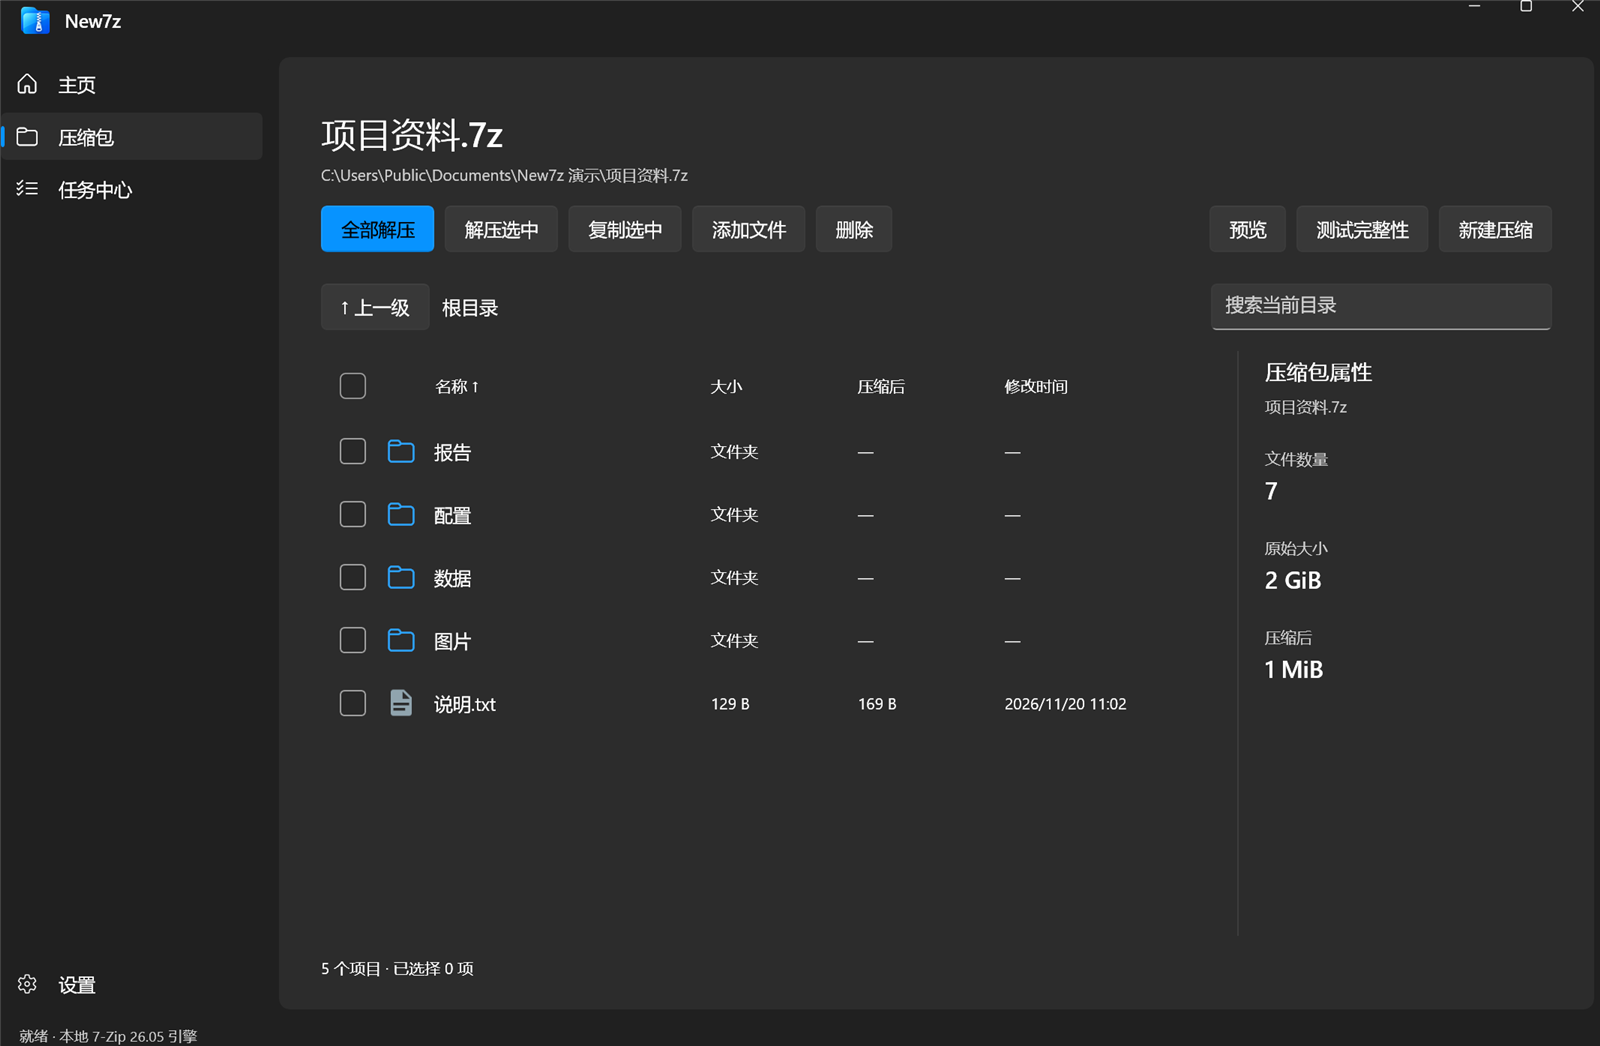 New7z
主页
压缩包
任务中心
项目资料.7z
C:\Users\Public\Documents\New7z 演示\项目资料.7z
全部解压 解压选中 复制选中 添加文件 删除 预览 测试完整性 新建压缩
↑ 上一级 根目录 搜索当前目录
名称 ↑ 大小 压缩后 修改时间
报告 文件夹 — —
配置 文件夹 — —
数据 文件夹 — —
图片 文件夹 — —
说明.txt 129 B 169 B 2026/11/20 11:02
压缩包属性
项目资料.7z
文件数量
7
原始大小
2 GiB
压缩后
1 MiB
5 个项目 · 已选择 0 项
设置
就绪 · 本地 7-Zip 26.05 引擎